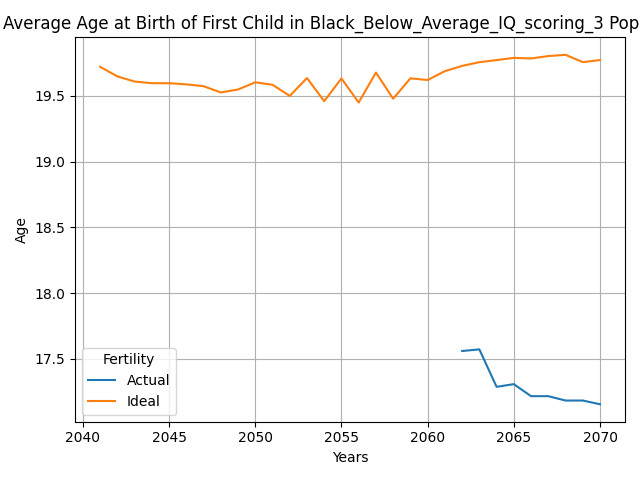 Average Age at Birth of First Child in Black_Below_Average_IQ_scoring_3 Pop
19.5
19.0
18.5
18.0
17.5
Age
Fertility
Actual
Ideal
2040 2045 2050 2055 2060 2065 2070
Years